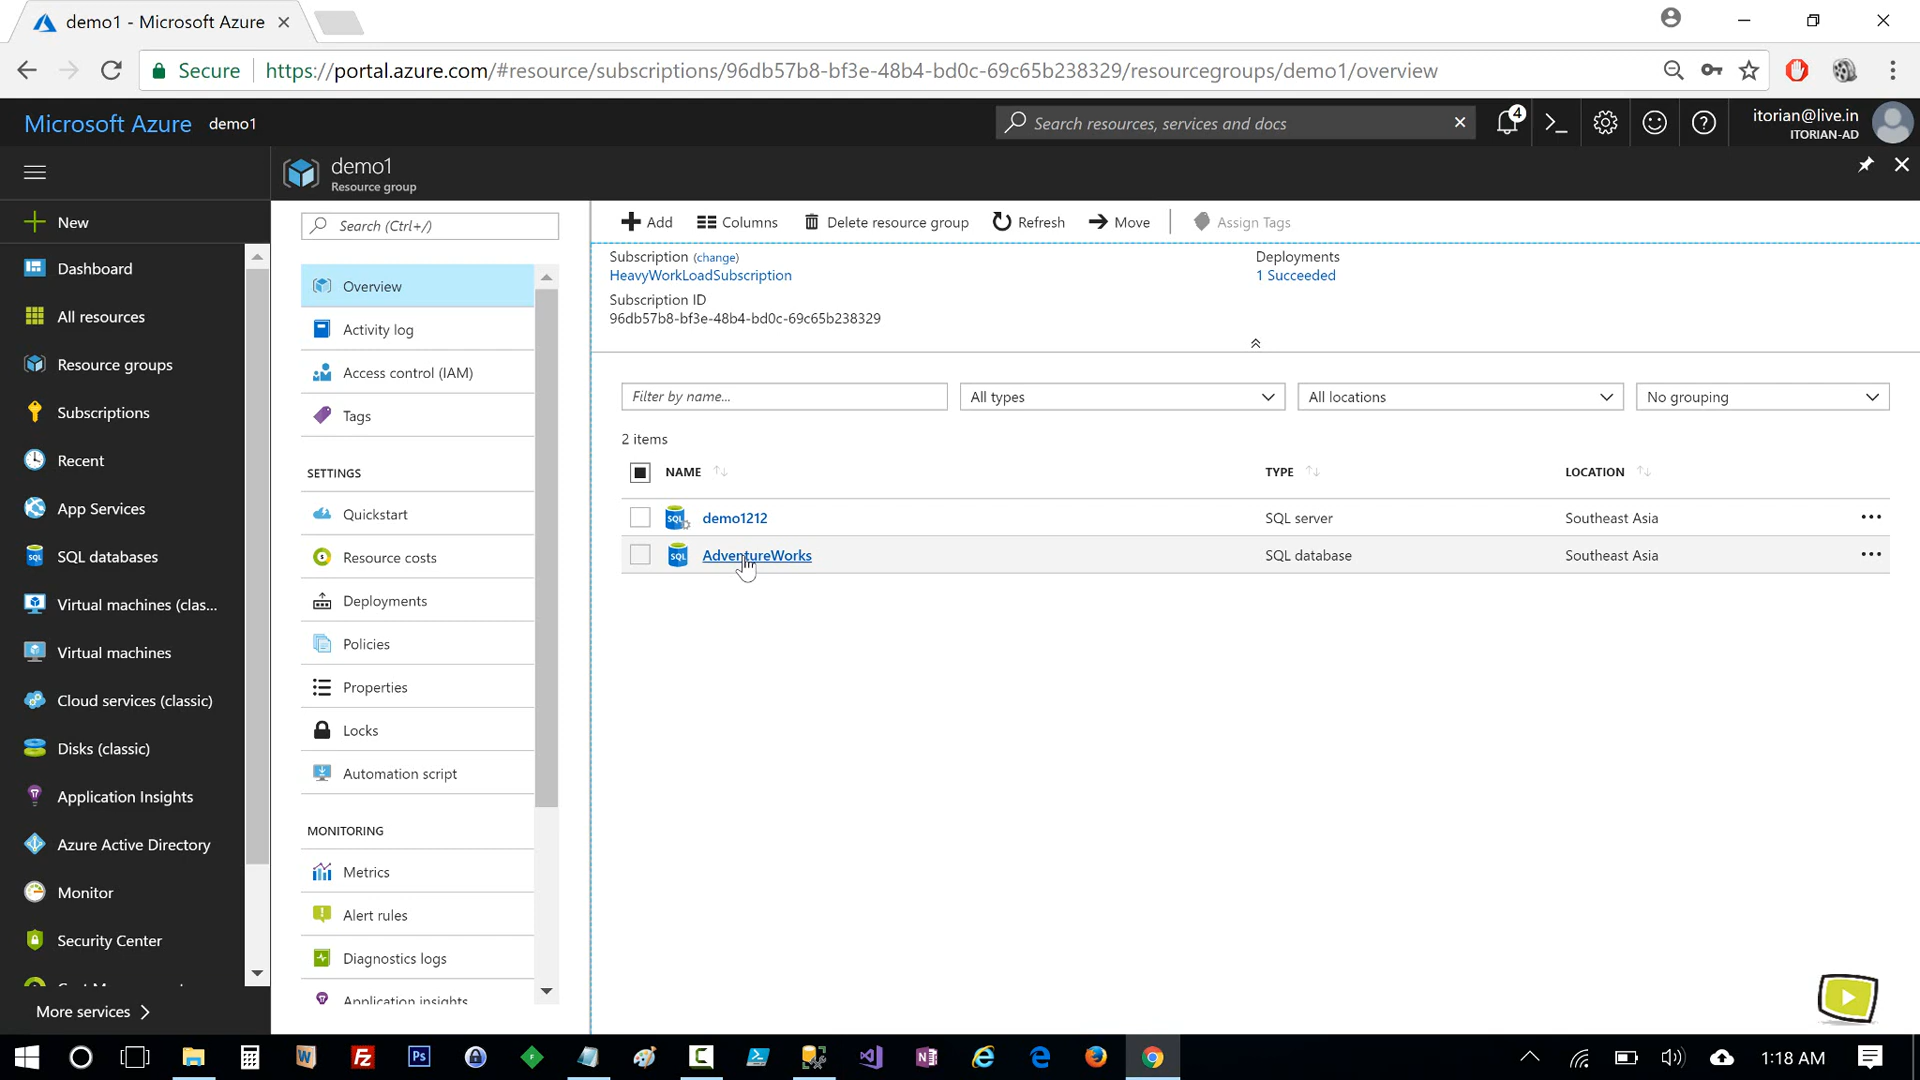 demo1 - Microsoft Azure
Secure
https://portal.azure.com/#resource/subscriptions/96db57b8-bf3e-48b4-bd0c-69c65b238329/resourcegroups/demo1/overview
Microsoft Azure
demo1
Search resources, services and docs
4
itorian@live.in
ITORIAN-AD
demo1
Resource group
New
Dashboard
All resources
Resource groups
Subscriptions
Recent
App Services
SQL databases
Virtual machines (clas...
Virtual machines
Cloud services (classic)
Disks (classic)
Application Insights
Azure Active Directory
Monitor
Security Center
More services
Search (Ctrl+/)
Overview
Activity log
Access control (IAM)
Tags
SETTINGS
Quickstart
Resource costs
Deployments
Policies
Properties
Locks
Automation script
MONITORING
Metrics
Alert rules
Diagnostics logs
Application insights
Add
Columns
Delete resource group
Refresh
Move
Assign Tags
Subscription (change)
HeavyWorkLoadSubscription
Subscription ID
96db57b8-bf3e-48b4-bd0c-69c65b238329
Deployments
1 Succeeded
Filter by name...
All types
All locations
No grouping
2 items
NAME TYPE LOCATION
demo1212 SQL server Southeast Asia
AdventureWorks SQL database Southeast Asia
1:18 AM